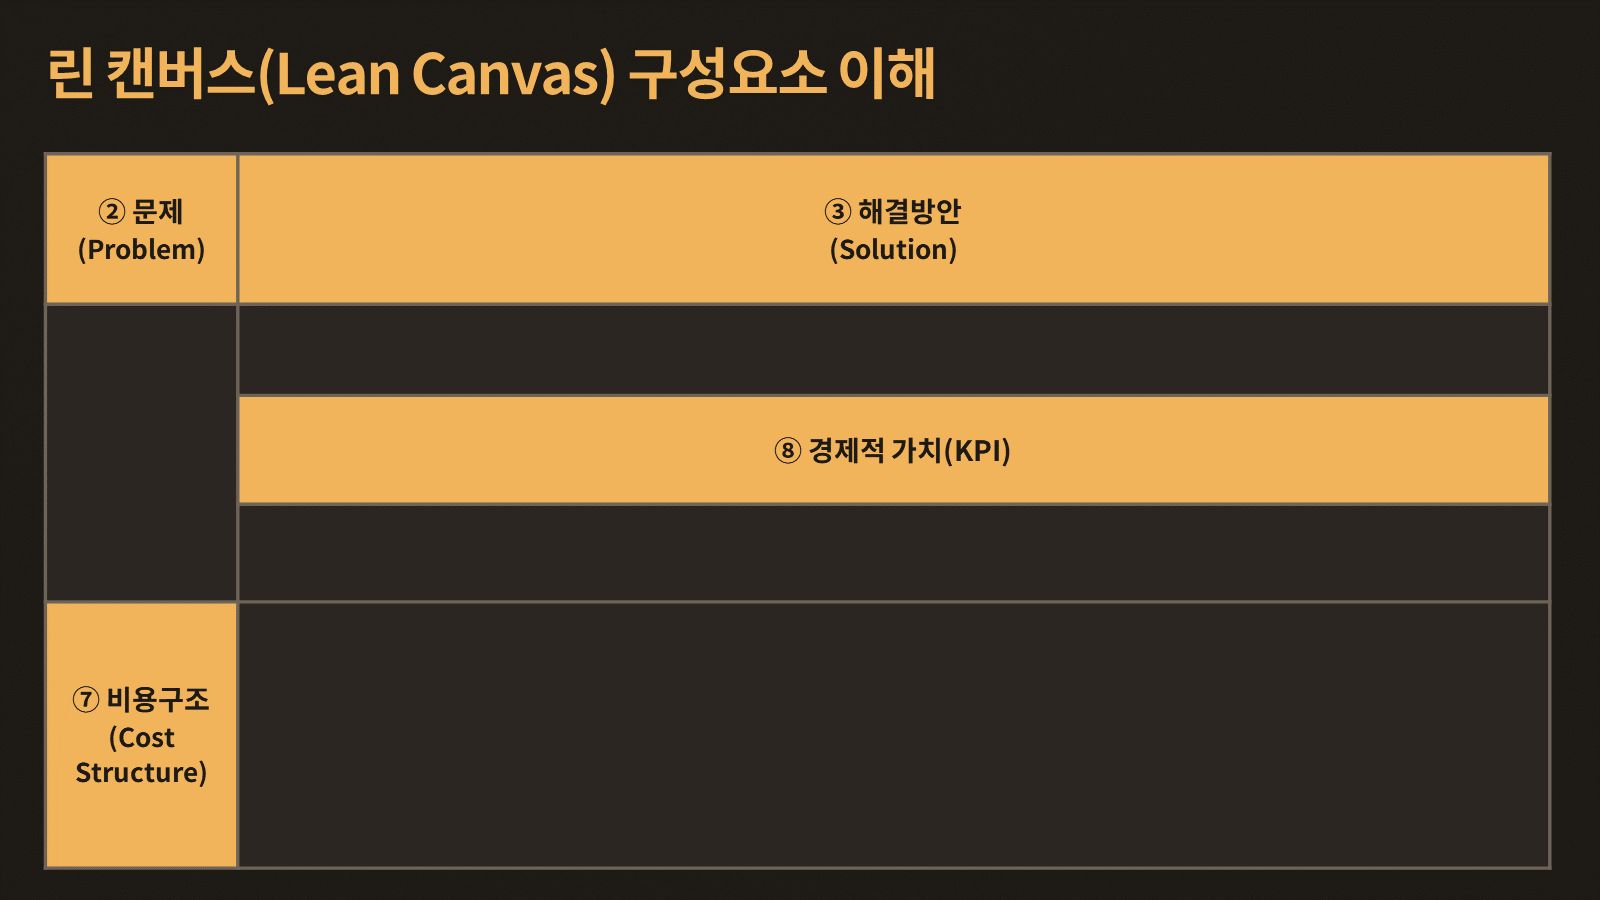 린 캔버스(Lean Canvas) 구성요소 이해
② 문제
(Problem)
③ 해결방안
(Solution)
⑧ 경제적 가치(KPI)
⑦ 비용구조
(Cost
Structure)